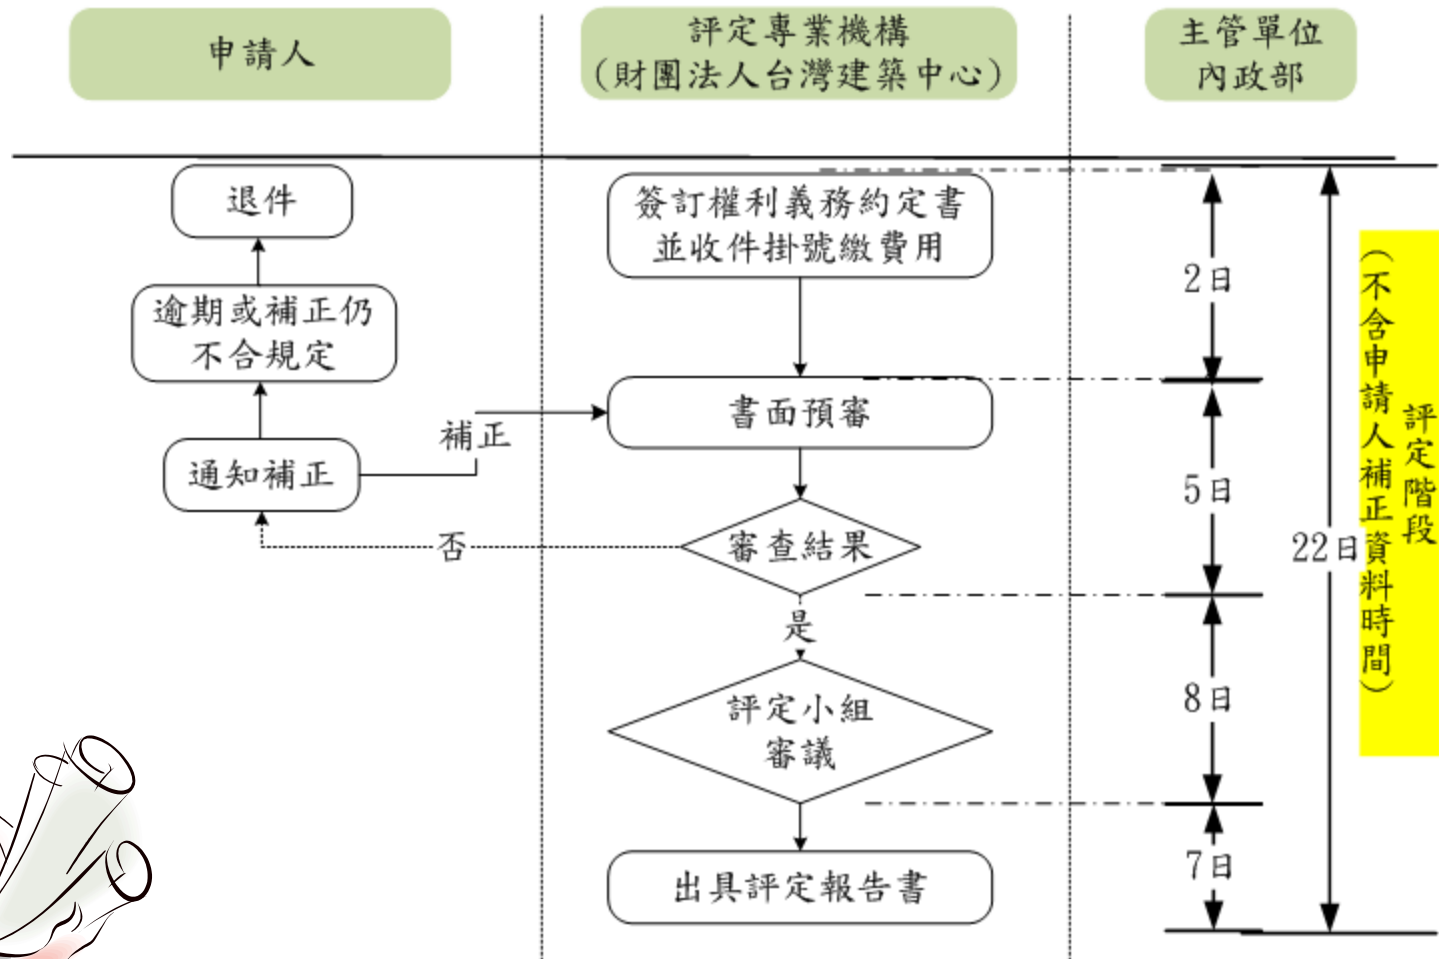 申請人
評定專業機構
（財團法人台灣建築中心）
主管單位
內政部
退件
逾期或補正仍
不合規定
通知補正
補正
否
簽訂權利義務約定書
並收件掛號繳費用
書面預審
審查結果
是
評定小組
審議
出具評定報告書
2日
5日
8日
7日
22日
評定階段
（不含申請人補正資料時間）